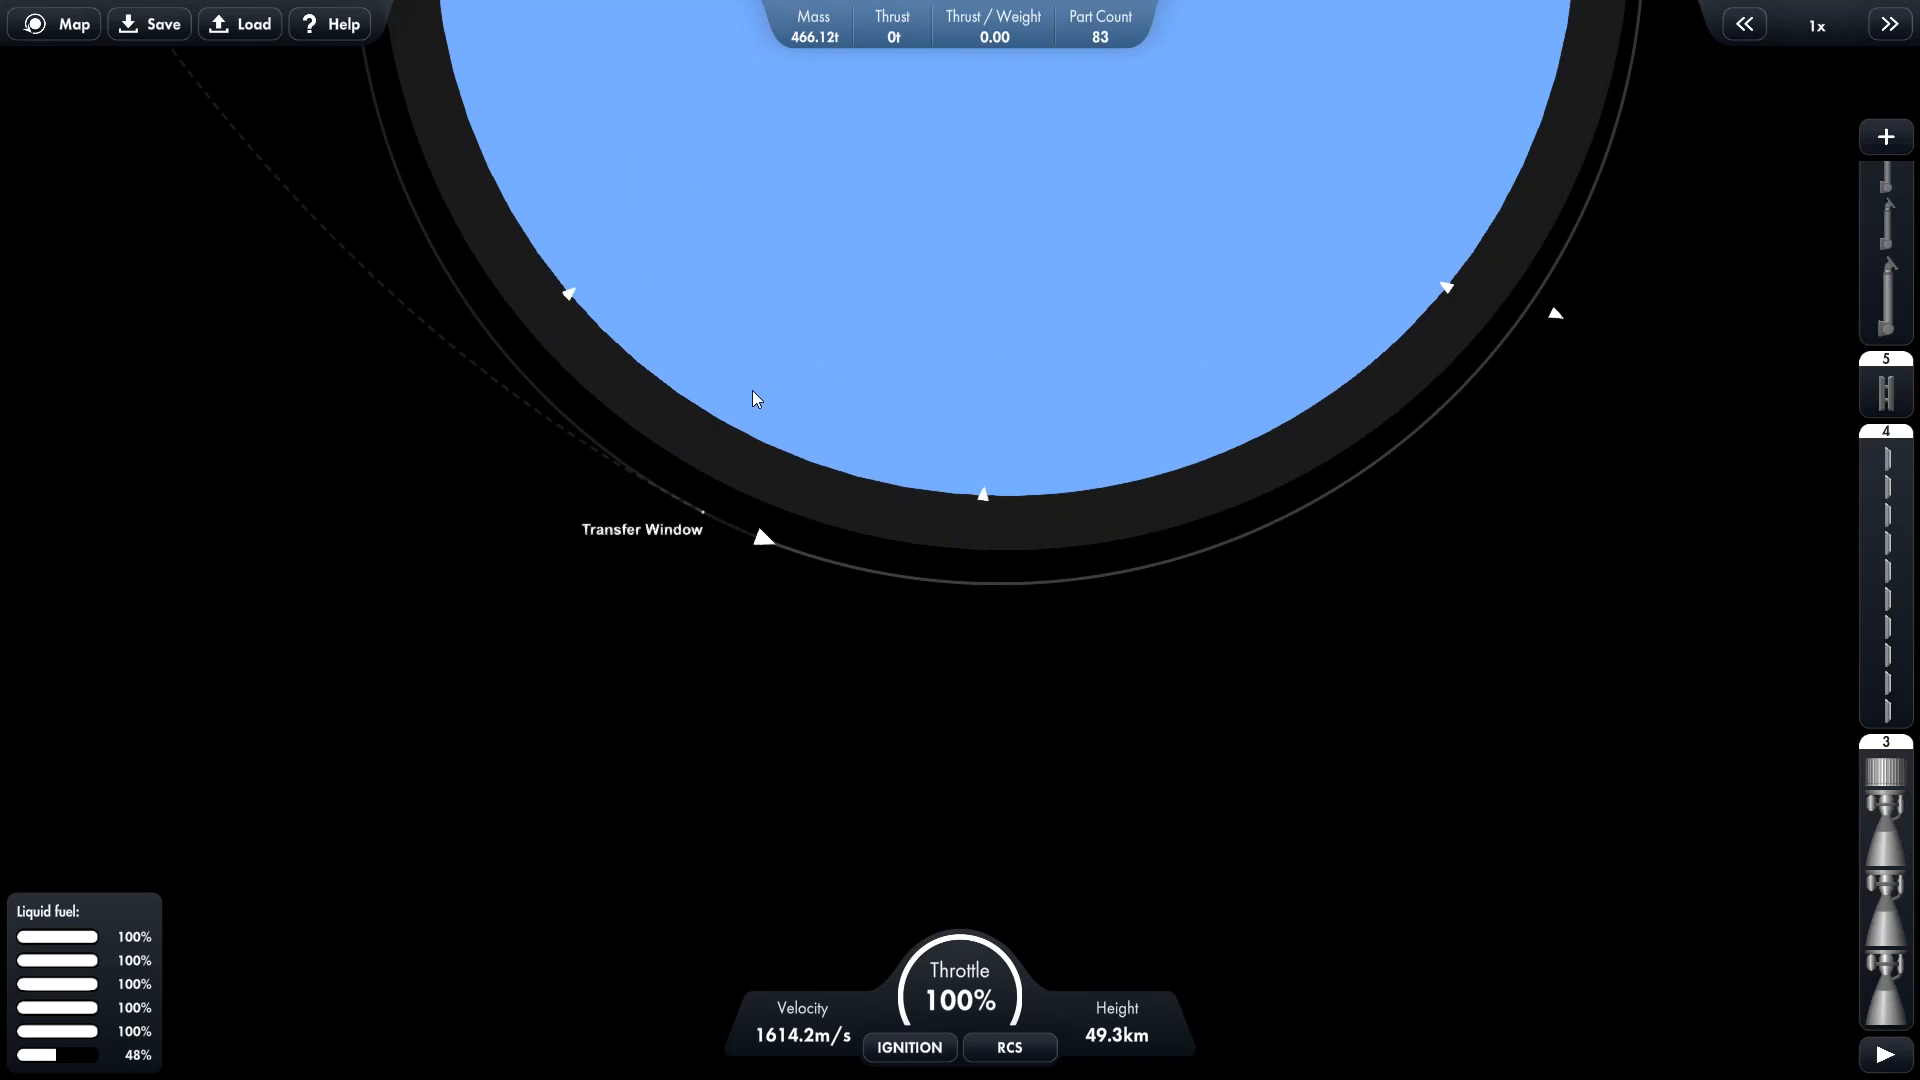 Map
Save
Load
Help
Mass
466.12t
Thrust
0t
Thrust / Weight
0.00
Part Count
83
1x
5
4
3
Transfer Window
Liquid fuel:
100%
100%
100%
100%
100%
48%
Throttle
100%
Velocity
1614.2m/s
Height
49.3km
IGNITION
RCS